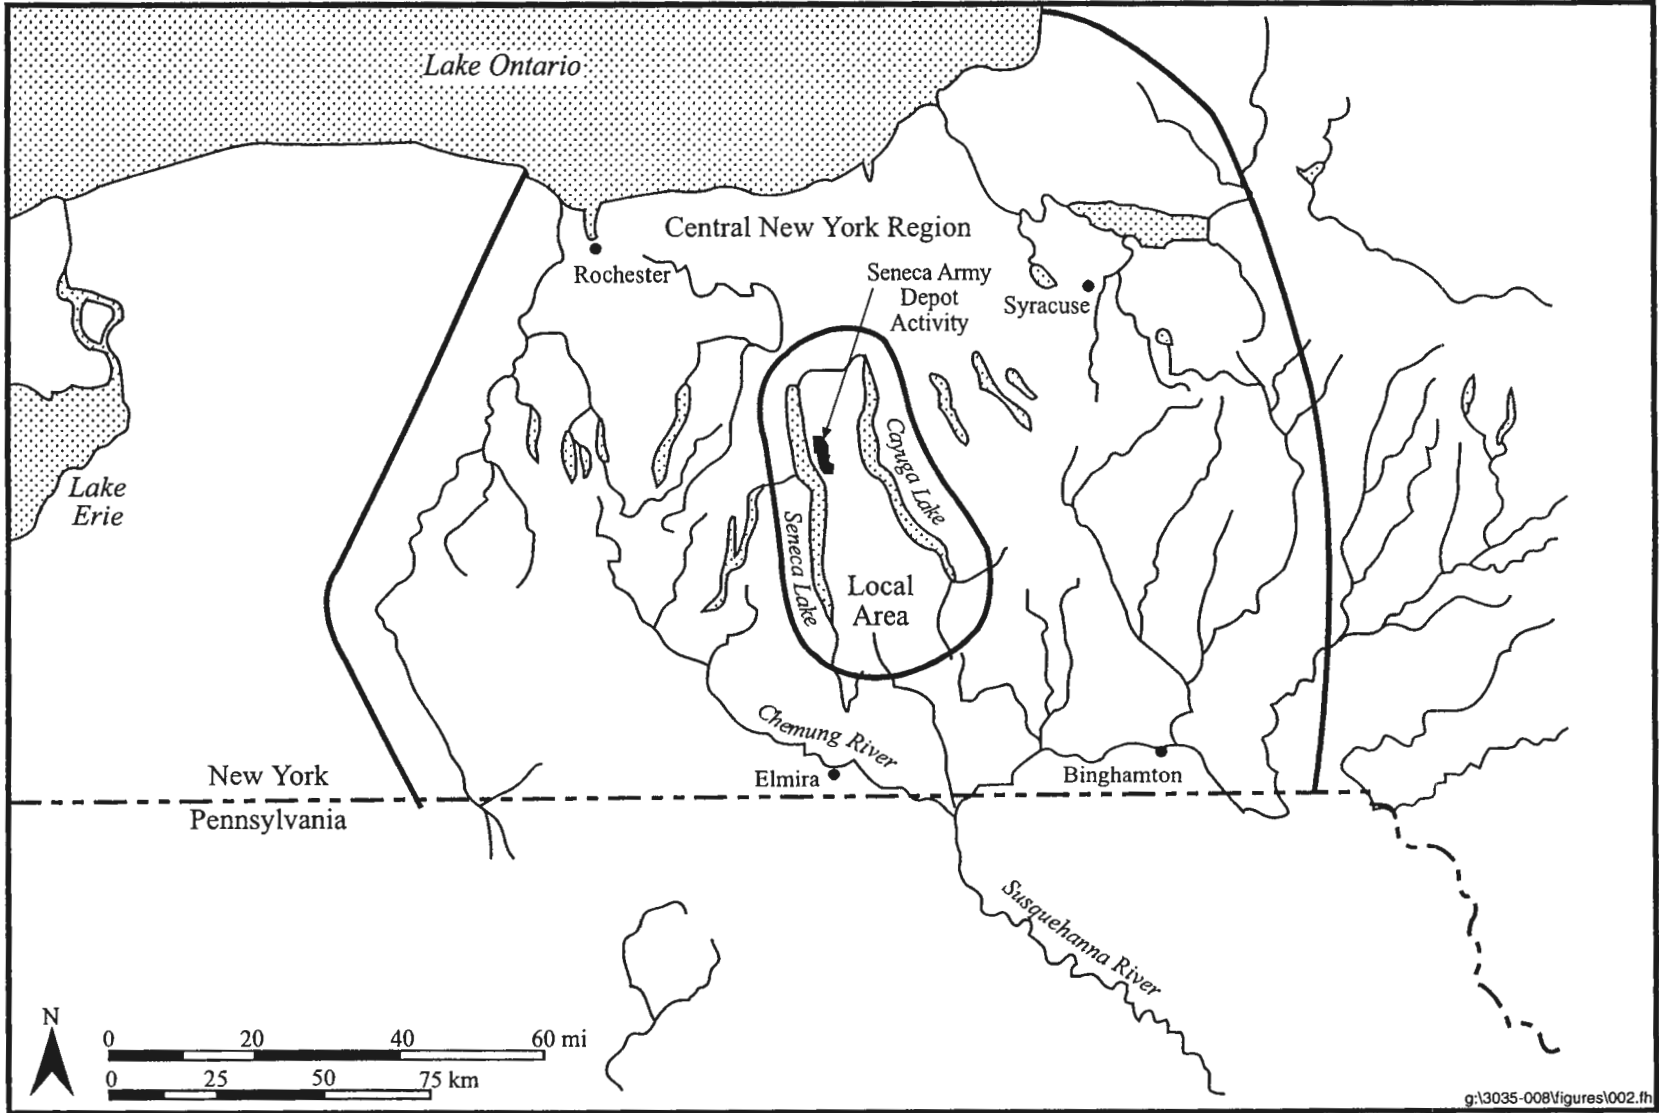 Lake Ontario
Central New York Region
Rochester
Seneca Army
Depot
Activity
Syracuse
Lake
Erie
Cayuga Lake
Seneca Lake
Local
Area
Chemung River
Elmira
Binghamton
New York
Pennsylvania
Susquehanna River
N
0 20 40 60 mi
0 25 50 75 km
g:\3035-008\figures\002.fh